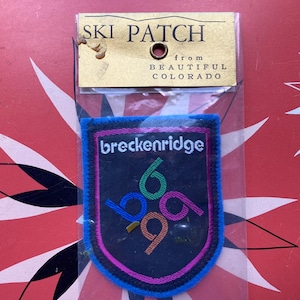 SKI PATCH
from
BEAUTIFUL
COLORADO
breckenridge